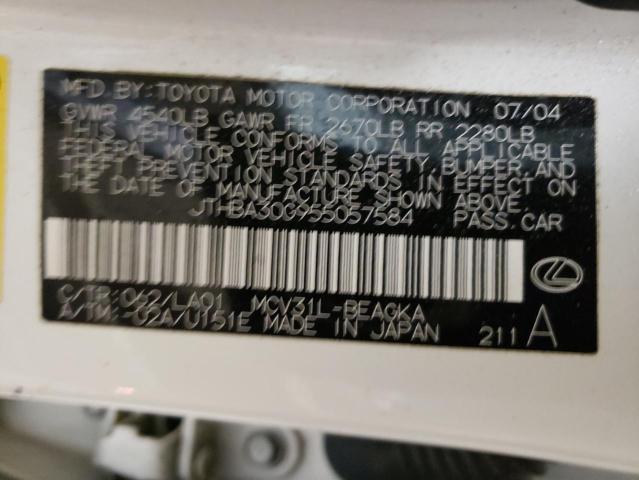 MFD. BY: TOYOTA MOTOR CORPORATION 07/04
GVWR 4540LB GAWR FR 2670LB RR 2280LB
THIS VEHICLE CONFORMS TO ALL APPLICABLE
FEDERAL MOTOR VEHICLE SAFETY, BUMPER, AND
THEFT PREVENTION STANDARDS IN EFFECT ON
THE DATE OF MANUFACTURE SHOWN ABOVE.
JTHBA30G955057584 PASS. CAR
C/TR: 062/LA01 MCV31L-BEAGKA
A/TM: -02A/U151E MADE IN JAPAN 211 A